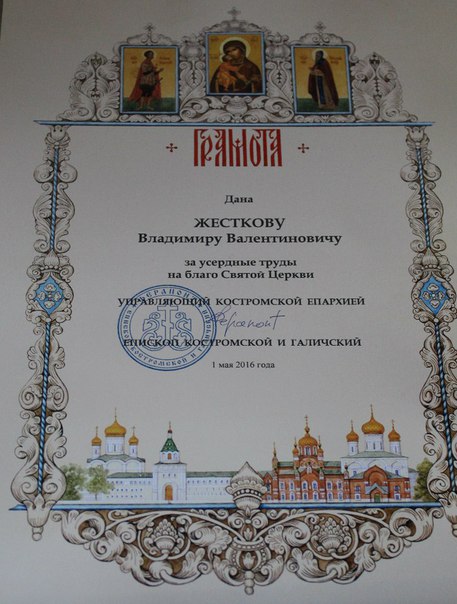 ГРАМОТА
Дана
ЖЕСТКОВУ
Владимиру Валентиновичу
за усердные труды
на благо Святой Церкви
УПРАВЛЯЮЩИЙ КОСТРОМСКОЙ ЕПАРХИЕЙ
ЕПИСКОП КОСТРОМСКОЙ И ГАЛИЧСКИЙ
1 мая 2016 года